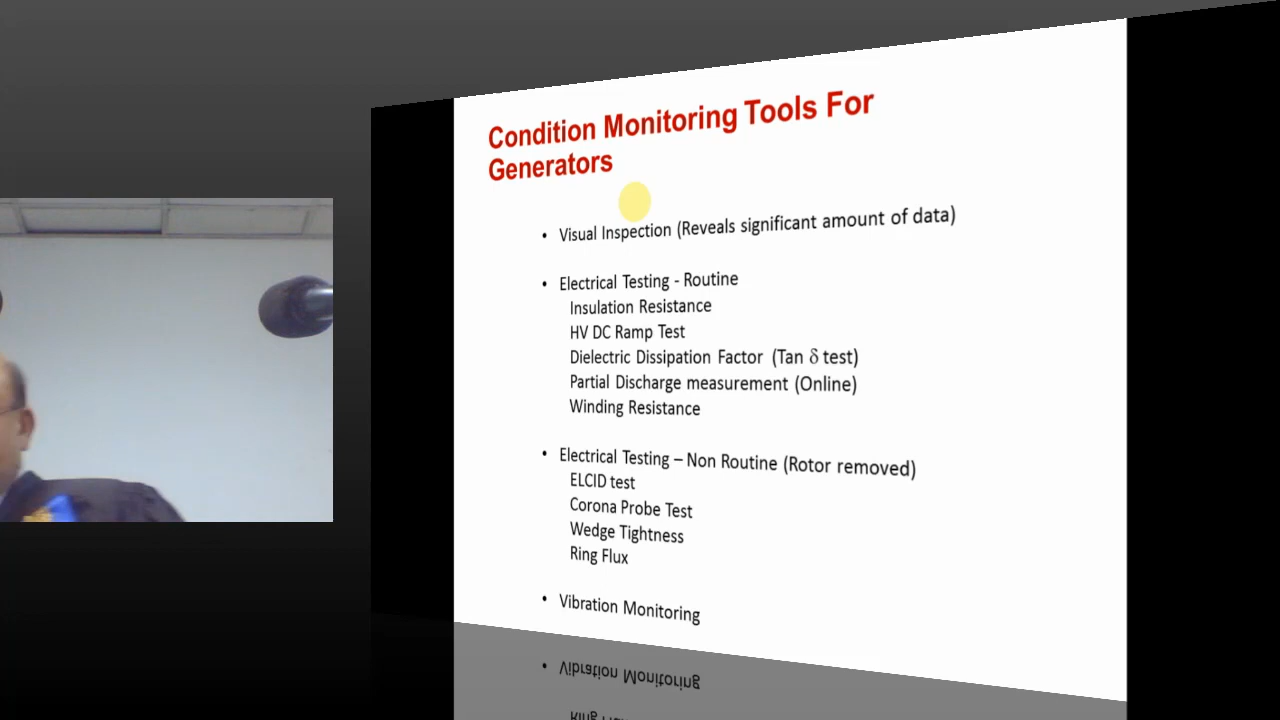 Condition Monitoring Tools For
Generators
• Visual Inspection (Reveals significant amount of data)
• Electrical Testing - Routine
Insulation Resistance
HV DC Ramp Test
Dielectric Dissipation Factor (Tan δ test)
Partial Discharge measurement (Online)
Winding Resistance
• Electrical Testing – Non Routine (Rotor removed)
ELCID test
Corona Probe Test
Wedge Tightness
Ring Flux
• Vibration Monitoring